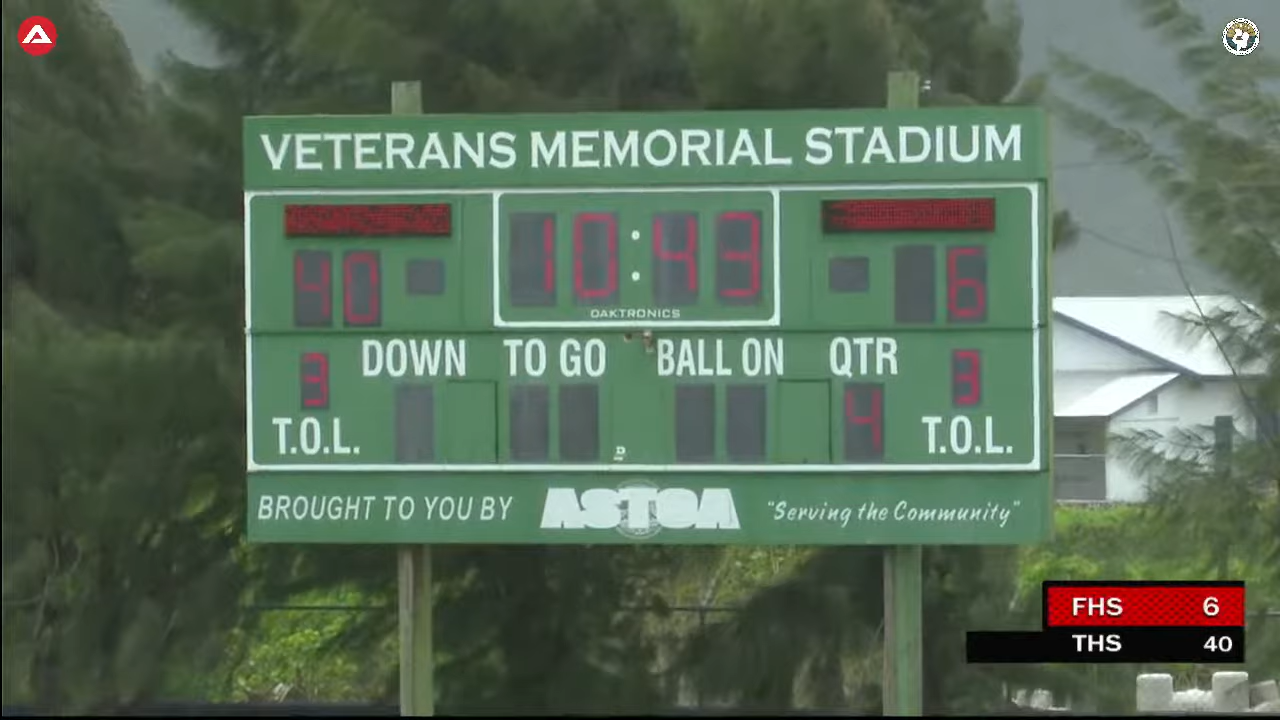 VETERANS MEMORIAL STADIUM
40 10:43 6
OAKTRONICS
DOWN TO GO BALL ON QTR
3 4 3
T.O.L. T.O.L.
BROUGHT TO YOU BY ASTCA "Serving the Community"
FHS 6
THS 40